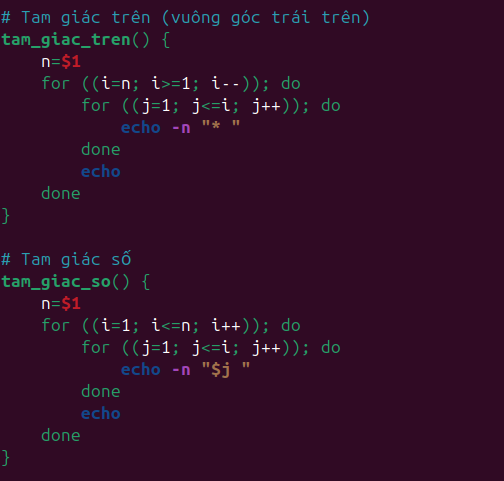 # Tam giác trên (vuông góc trái trên)
tam_giac_tren() {
    n=$1
    for ((i=n; i>=1; i--)); do
        for ((j=1; j<=i; j++)); do
            echo -n "* "
        done
        echo
    done
}

# Tam giác số
tam_giac_so() {
    n=$1
    for ((i=1; i<=n; i++)); do
        for ((j=1; j<=i; j++)); do
            echo -n "$j "
        done
        echo
    done
}